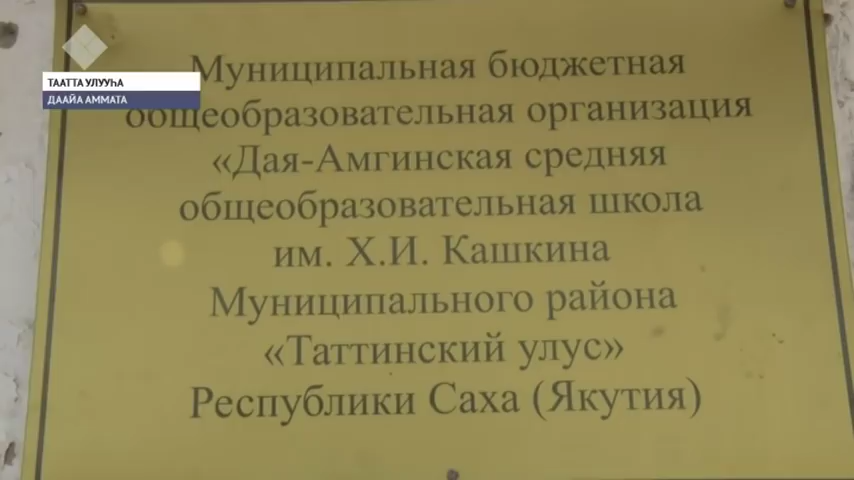 ТААТТА УЛУУҺА
ДААЙА АММАТА
Муниципальная бюджетная
общеобразовательная организация
«Дая-Амгинская средняя
общеобразовательная школа
им. Х.И. Кашкина
Муниципального района
«Таттинский улус»
Республики Саха (Якутия)